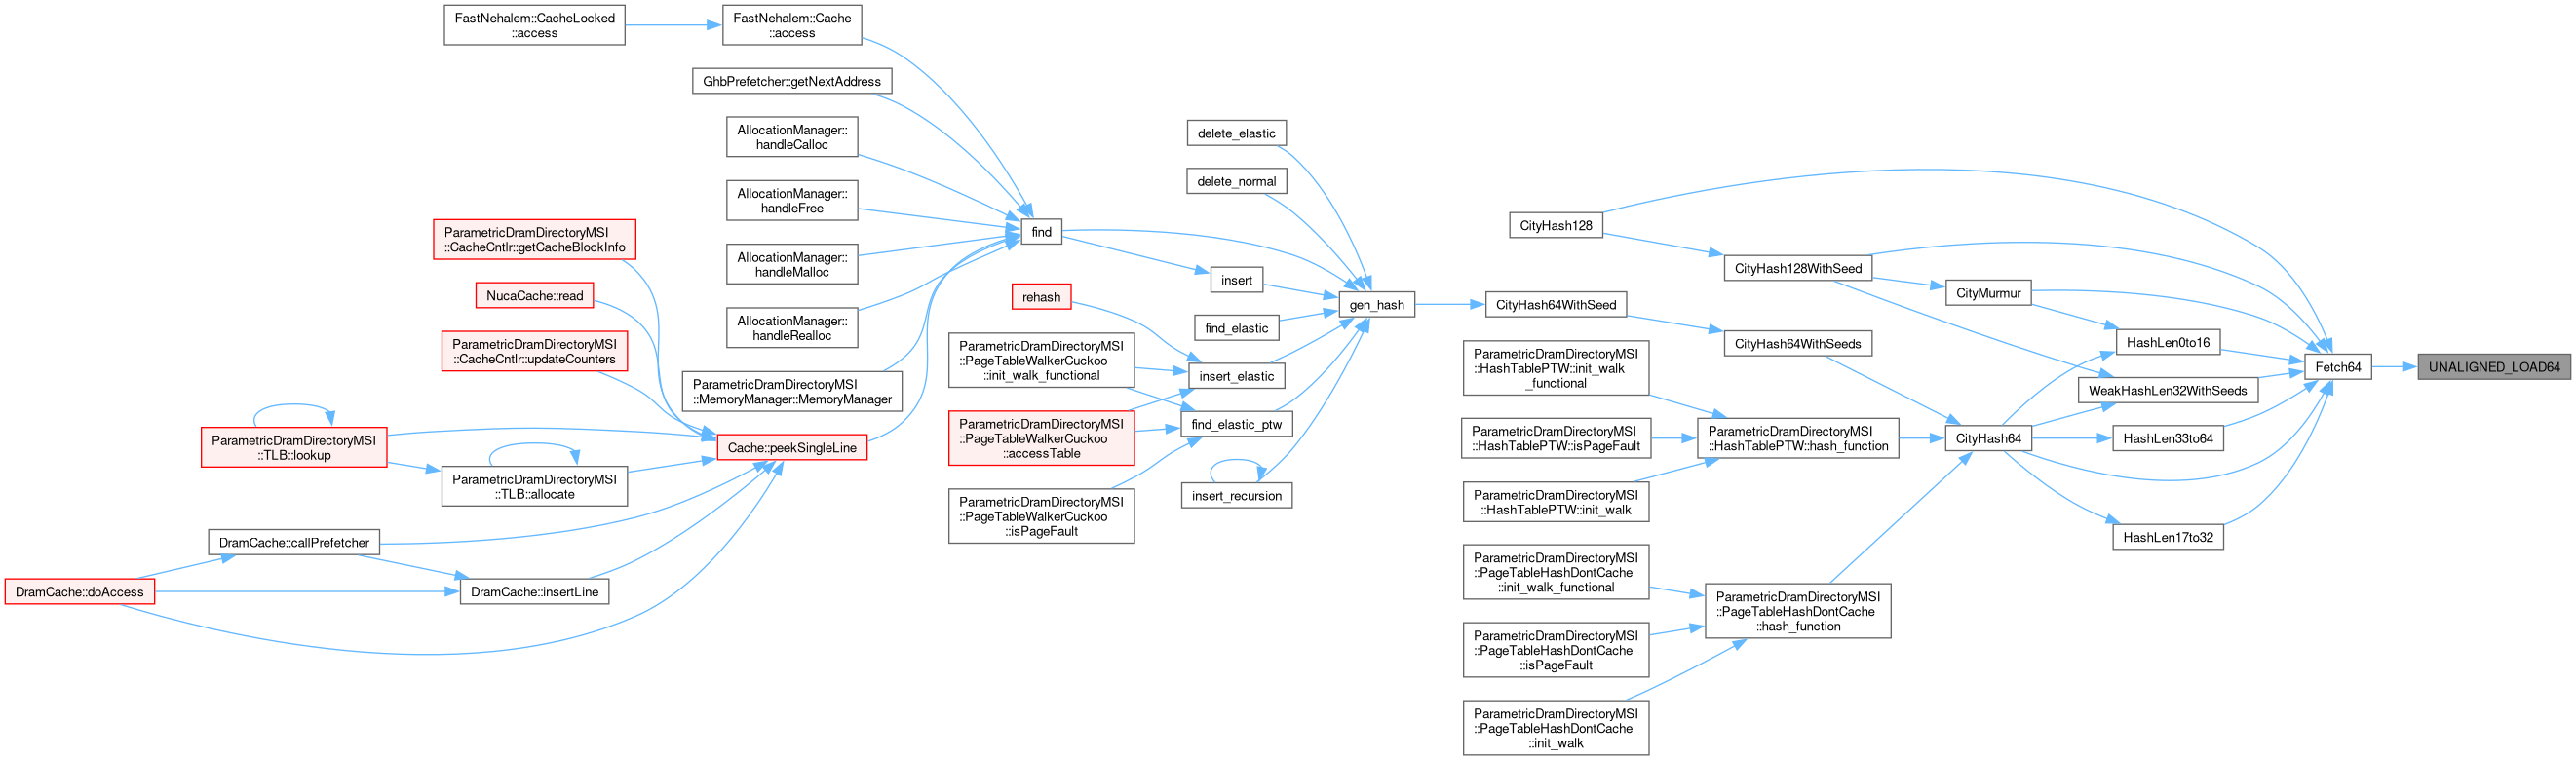 FastNehalem::CacheLocked
::access
FastNehalem::Cache
::access
GhbPrefetcher::getNextAddress
AllocationManager::
handleCalloc
AllocationManager::
handleFree
AllocationManager::
handleMalloc
AllocationManager::
handleRealloc
ParametricDramDirectoryMSI
::MemoryManager::MemoryManager
ParametricDramDirectoryMSI
::CacheCntlr::getCacheBlockInfo
NucaCache::read
ParametricDramDirectoryMSI
::CacheCntlr::updateCounters
ParametricDramDirectoryMSI
::TLB::lookup
ParametricDramDirectoryMSI
::TLB::allocate
Cache::peekSingleLine
DramCache::callPrefetcher
DramCache::doAccess
DramCache::insertLine
find
delete_elastic
delete_normal
insert
find_elastic
rehash
ParametricDramDirectoryMSI
::PageTableWalkerCuckoo
::init_walk_functional
insert_elastic
ParametricDramDirectoryMSI
::PageTableWalkerCuckoo
::accessTable
find_elastic_ptw
ParametricDramDirectoryMSI
::PageTableWalkerCuckoo
::isPageFault
insert_recursion
gen_hash
CityHash64WithSeed
CityHash128
CityHash128WithSeed
CityMurmur
CityHash64WithSeeds
HashLen0to16
WeakHashLen32WithSeeds
Fetch64
UNALIGNED_LOAD64
ParametricDramDirectoryMSI
::HashTablePTW::init_walk
_functional
ParametricDramDirectoryMSI
::HashTablePTW::isPageFault
ParametricDramDirectoryMSI
::HashTablePTW::init_walk
ParametricDramDirectoryMSI
::HashTablePTW::hash_function
CityHash64
HashLen33to64
HashLen17to32
ParametricDramDirectoryMSI
::PageTableHashDontCache
::init_walk_functional
ParametricDramDirectoryMSI
::PageTableHashDontCache
::isPageFault
ParametricDramDirectoryMSI
::PageTableHashDontCache
::init_walk
ParametricDramDirectoryMSI
::PageTableHashDontCache
::hash_function